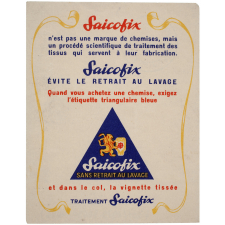 Saicofix
n'est pas une marque de chemises, mais
un procédé scientifique de traitement des
tissus qui servent à leur fabrication.
Saicofix
ÉVITE LE RETRAIT AU LAVAGE
Quand vous achetez une chemise, exigez
l'étiquette triangulaire bleue
Saicofix
SANS RETRAIT AU LAVAGE
et dans le col, la vignette tissée
TRAITEMENT Saicofix